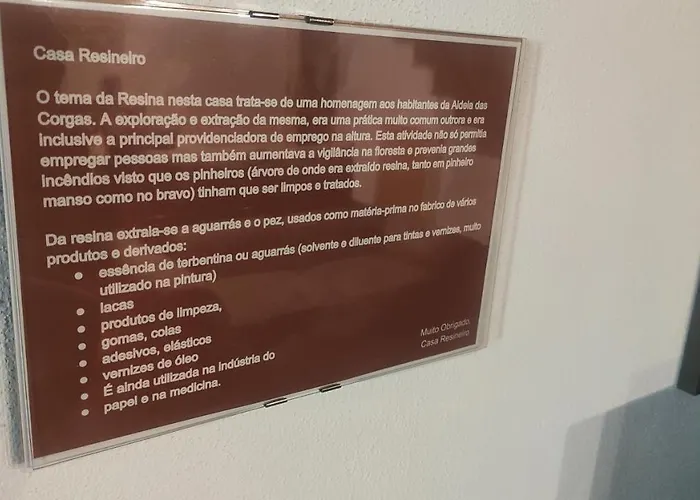 Casa Resineiro
O tema da Resina nesta casa trata-se de uma homenagem aos habitantes da Aldeia das
Corgas. A exploração e extração da mesma, era uma prática muito comum outrora e era
inclusive a principal providenciadora de emprego na altura. Esta atividade não só permitia
empregar pessoas mas também aumentava a vigilância na floresta e prevenia grandes
incêndios visto que os pinheiros (árvore de onde era extraído resina, tanto em pinheiro
manso como no bravo) tinham que ser limpos e tratados.
Da resina extraía-se a aguarrás e o pez, usados como matéria-prima no fabrico de vários
produtos e derivados:
• essência de terbentina ou aguarrás (solvente e diluente para tintas e vernizes, muito
utilizado na pintura)
• lacas
• produtos de limpeza,
• gomas, colas
• adesivos, elásticos
• vernizes de óleo
• É ainda utilizada na indústria do
• papel e na medicina.
Muito Obrigado,
Casa Resineiro